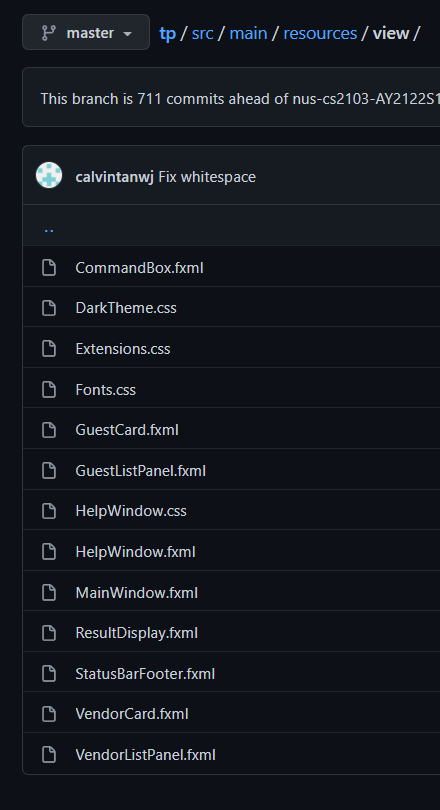 master tp / src / main / resources / view /
This branch is 711 commits ahead of nus-cs2103-AY2122S1
calvintanwj Fix whitespace
..
CommandBox.fxml
DarkTheme.css
Extensions.css
Fonts.css
GuestCard.fxml
GuestListPanel.fxml
HelpWindow.css
HelpWindow.fxml
MainWindow.fxml
ResultDisplay.fxml
StatusBarFooter.fxml
VendorCard.fxml
VendorListPanel.fxml